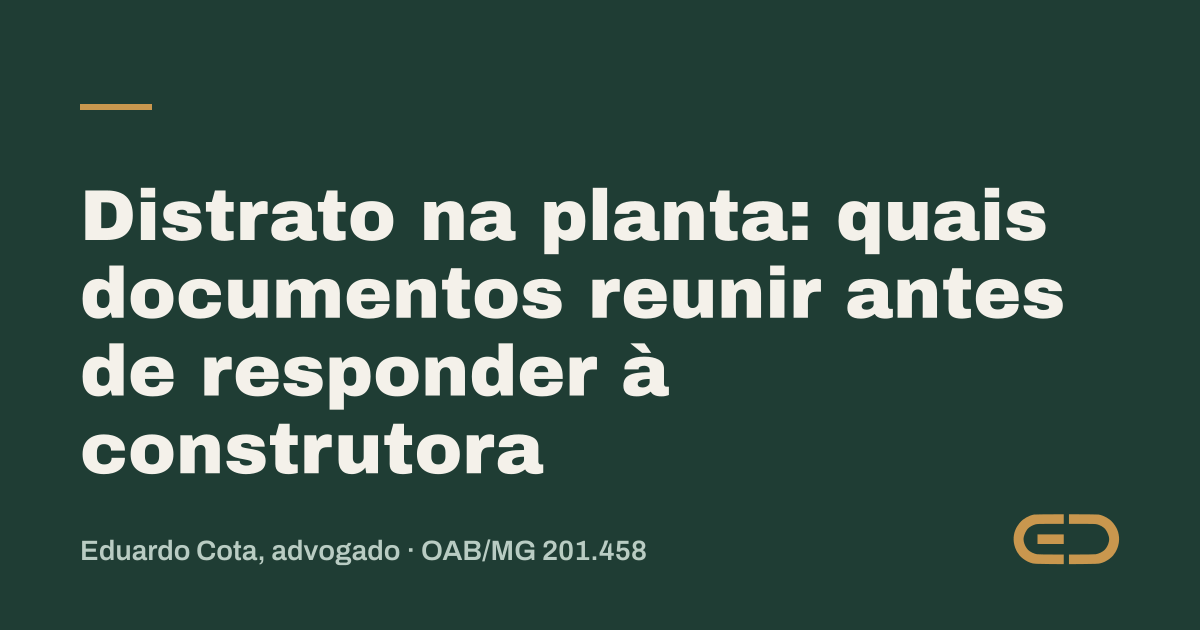 Distrato na planta: quais
documentos reunir antes
de responder à
construtora
Eduardo Cota, advogado · OAB/MG 201.458